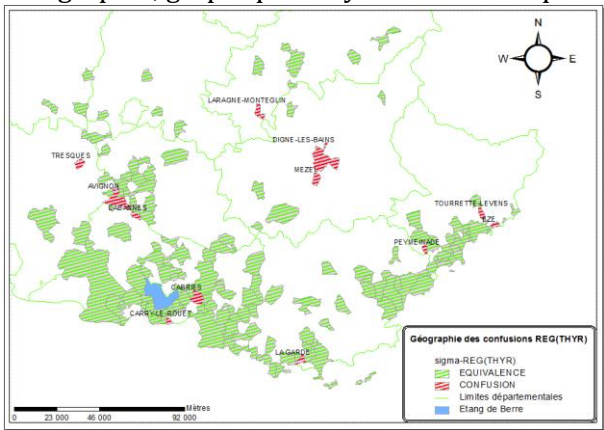 N
W E
S
LARAGNE-MONTEGLIN
DIGNE-LES-BAINS
TRESQUES
MEZEL
AVIGNON
CABANNES
TOURRETTE-LEVENS
EZE
PEYMEINADE
CABRIES
CARRY-LE-ROUET
LA GARDE
Géographie des confusions REG(THYR)
sigma-REG(THYR)
EQUIVALENCE
CONFUSION
Limites départementales
Etang de Berre
Mètres
0 23 000 46 000 92 000